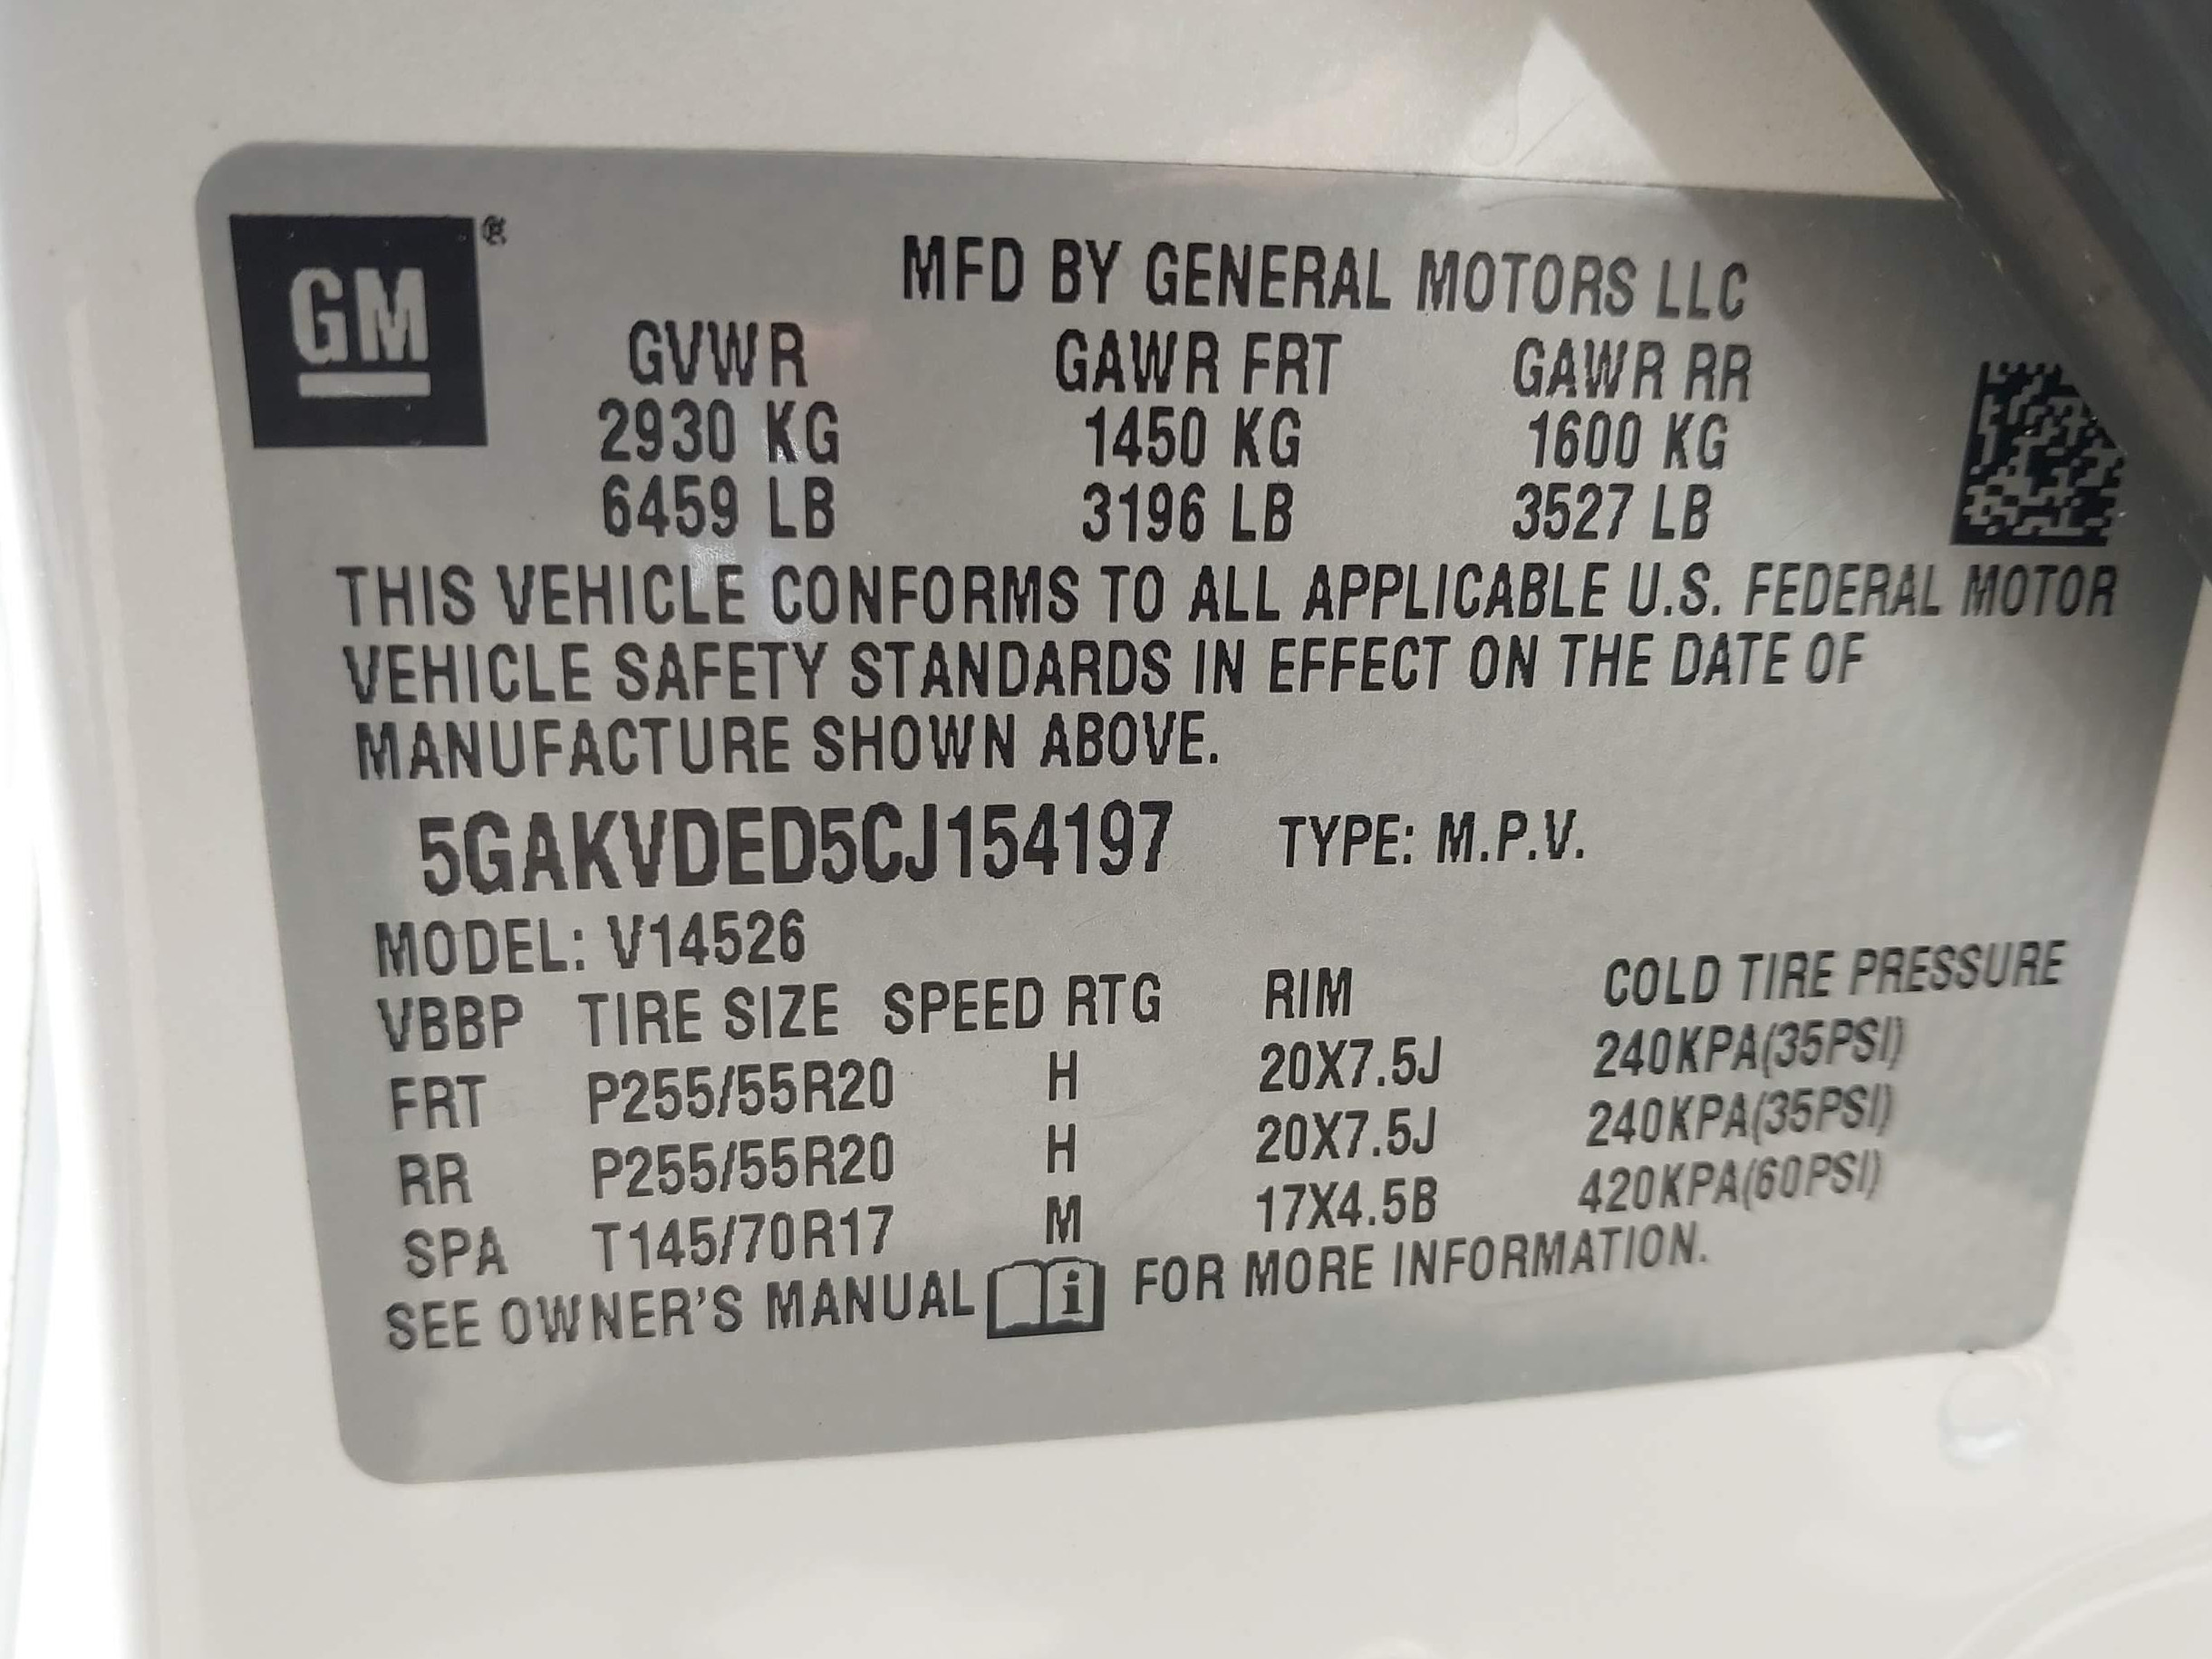 GM ®
MFD BY GENERAL MOTORS LLC
GVWR GAWR FRT GAWR RR
2930 KG 1450 KG 1600 KG
6459 LB 3196 LB 3527 LB
THIS VEHICLE CONFORMS TO ALL APPLICABLE U.S. FEDERAL MOTOR
VEHICLE SAFETY STANDARDS IN EFFECT ON THE DATE OF
MANUFACTURE SHOWN ABOVE.
5GAKVDED5CJ154197 TYPE: M.P.V.
MODEL: V14526
VBBP TIRE SIZE SPEED RTG RIM COLD TIRE PRESSURE
FRT P255/55R20 H 20X7.5J 240KPA(35PSI)
RR P255/55R20 H 20X7.5J 240KPA(35PSI)
SPA T145/70R17 M 17X4.5B 420KPA(60PSI)
SEE OWNER'S MANUAL i FOR MORE INFORMATION.